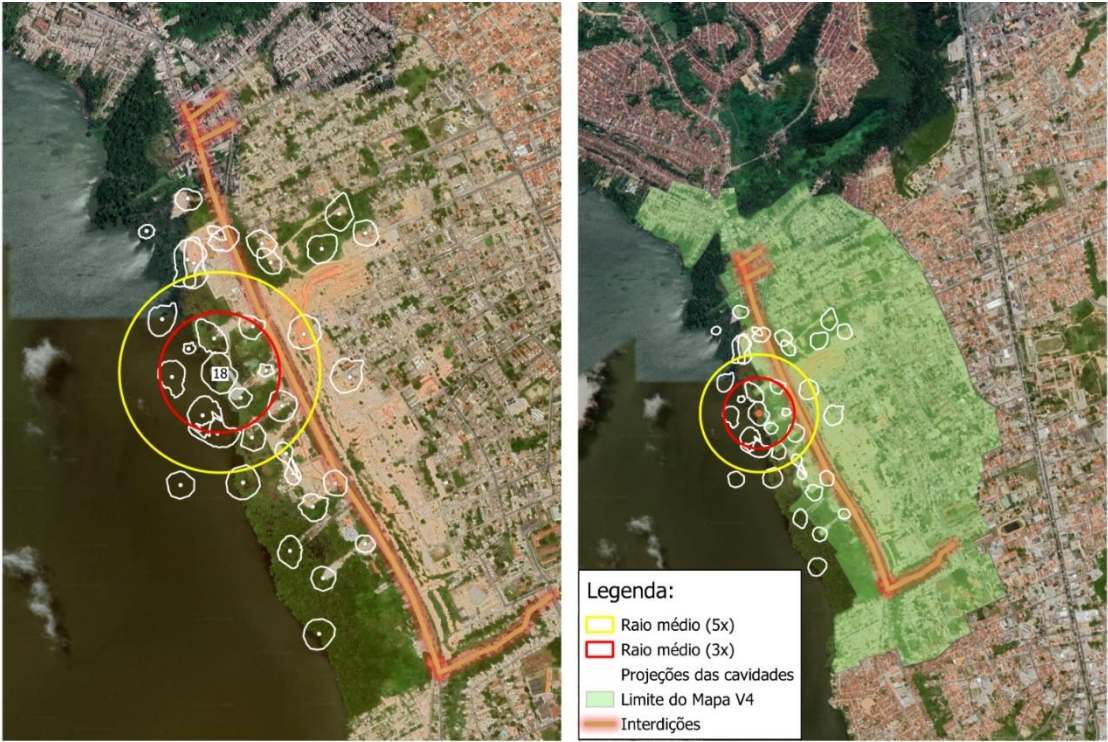 18
Legenda:
Raio médio (5x)
Raio médio (3x)
Projeções das cavidades
Limite do Mapa V4
Interdições